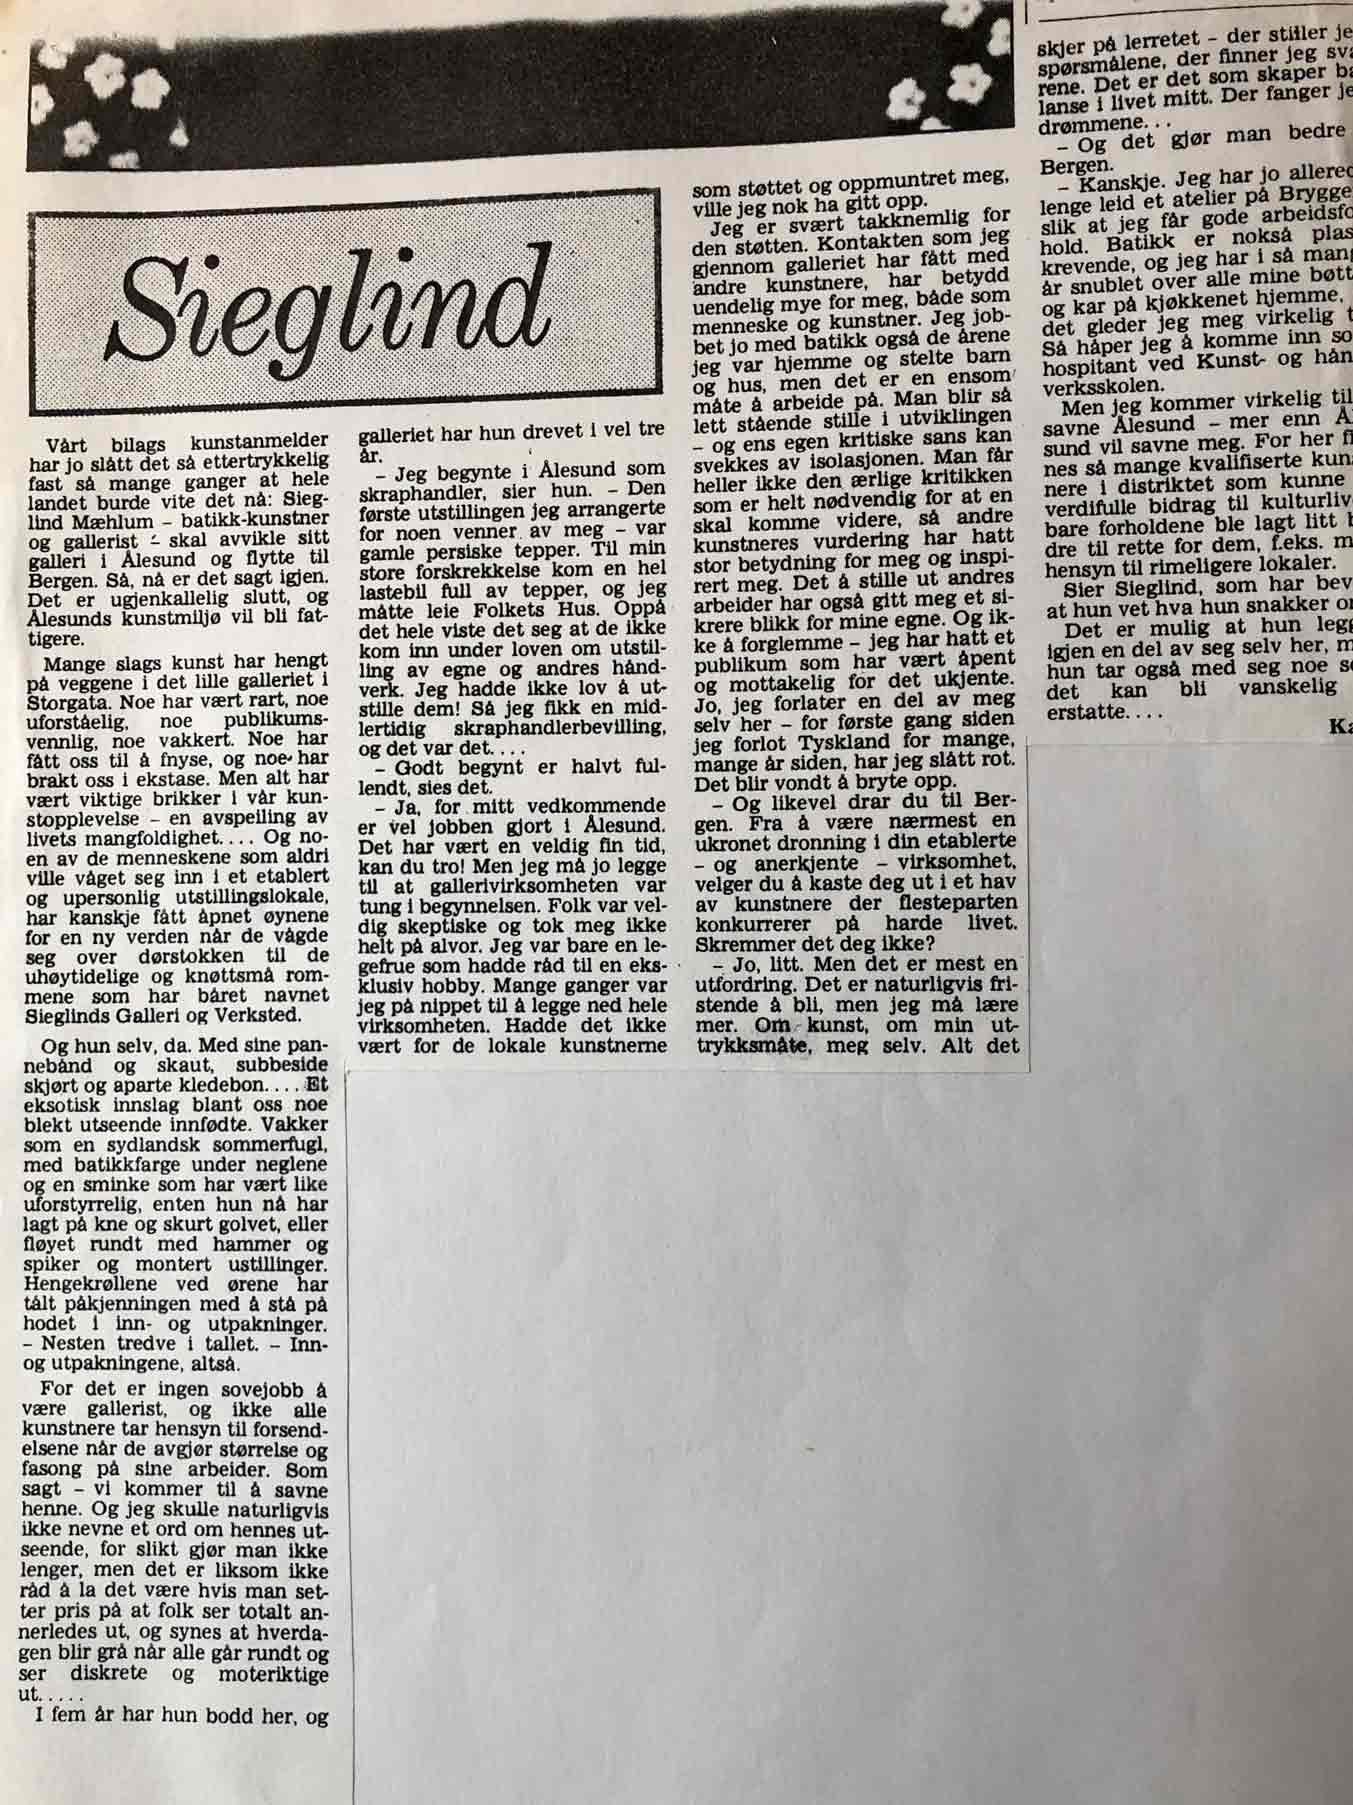 Sieglind
Vårt bilags kunstanmelder
har jo slått det så ettertrykkelig
fast så mange ganger at hele
landet burde vite det nå: Sieg-
lind Mæhlum – batikk-kunstner
og gallerist – skal avvikle sitt
galleri i Ålesund og flytte til
Bergen. Så, nå er det sagt igjen.
Det er ugjenkallelig slutt, og
Ålesunds kunstmiljø vil bli fat-
tigere.
Mange slags kunst har hengt
på veggene i det lille galleriet i
Storgata. Noe har vært rart, noe
uforståelig, noe publikums-
vennlig, noe vakkert. Noe har
fått oss til å fnyse, og noe har
brakt oss i ekstase. Men alt har
vært viktige brikker i vår kun-
stopplevelse – en avspeiling av
livets mangfoldighet.... Og no-
en av de menneskene som aldri
ville våget seg inn i et etablert
og upersonlig utstillingslokale,
har kanskje fått åpnet øynene
for en ny verden når de vågde
seg over dørstokken til de
uhøytidelige og knøttsmå rom-
mene som har båret navnet
Sieglinds Galleri og Verksted.
Og hun selv, da. Med sine pan-
nebånd og skaut, subbeside
skjørt og aparte kledebon.... Et
eksotisk innslag blant oss noe
blekt utseende innfødte. Vakker
som en sydlandsk sommerfugl,
med batikkfarge under neglene
og en sminke som har vært like
uforstyrrelig, enten hun nå har
lagt på kne og skurt golvet, eller
fløyet rundt med hammer og
spiker og montert ustillinger.
Hengekrøllene ved ørene har
tålt påkjenningen med å stå på
hodet i inn- og utpakninger.
– Nesten tredve i tallet. – Inn-
og utpakningene, altså.
For det er ingen sovejobb å
være gallerist, og ikke alle
kunstnere tar hensyn til forsend-
elsene når de avgjør størrelse og
fasong på sine arbeider. Som
sagt – vi kommer til å savne
henne. Og jeg skulle naturligvis
ikke nevne et ord om hennes ut-
seende, for slikt gjør man ikke
lenger, men det er liksom ikke
råd å la det være hvis man set-
ter pris på at folk ser totalt an-
nerledes ut, og synes at hverda-
gen blir grå når alle går rundt og
ser diskrete og moteriktige
ut.....
I fem år har hun bodd her, og
galleriet har hun drevet i vel tre
år.
– Jeg begynte i Ålesund som
skraphandler, sier hun. – Den
første utstillingen jeg arrangerte
for noen venner av meg – var
gamle persiske tepper. Til min
store forskrekkelse kom en hel
lastebil full av tepper, og jeg
måtte leie Folkets Hus. Oppå
det hele viste det seg at de ikke
kom inn under loven om utstil-
ling av egne og andres hånd-
verk. Jeg hadde ikke lov å ut-
stille dem! Så jeg fikk en mid-
lertidig skraphandlerbevilling,
og det var det....
– Godt begynt er halvt ful-
lendt, sies det.
– Ja, for mitt vedkommende
er vel jobben gjort i Ålesund.
Det har vært en veldig fin tid,
kan du tro! Men jeg må jo legge
til at gallerivirksomheten var
tung i begynnelsen. Folk var vel-
dig skeptiske og tok meg ikke
helt på alvor. Jeg var bare en le-
gefrue som hadde råd til en eks-
klusiv hobby. Mange ganger var
jeg på nippet til å legge ned hele
virksomheten. Hadde det ikke
vært for de lokale kunstnerne
som støttet og oppmuntret meg,
ville jeg nok ha gitt opp.
Jeg er svært takknemlig for
den støtten. Kontakten som jeg
gjennom galleriet har fått med
andre kunstnere, har betydd
uendelig mye for meg, både som
menneske og kunstner. Jeg job-
bet jo med batikk også de årene
jeg var hjemme og stelte barn
og hus, men det er en ensom
måte å arbeide på. Man blir så
lett stående stille i utviklingen
– og ens egen kritiske sans kan
svekkes av isolasjonen. Man får
heller ikke den ærlige kritikken
som er helt nødvendig for at en
skal komme videre, så andre
kunstneres vurdering har hatt
stor betydning for meg og inspi-
rert meg. Det å stille ut andres
arbeider har også gitt meg et si-
krere blikk for mine egne. Og ik-
ke å forglemme – jeg har hatt et
publikum som har vært åpent
og mottakelig for det ukjente.
Jo, jeg forlater en del av meg
selv her – for første gang siden
jeg forlot Tyskland for mange,
mange år siden, har jeg slått rot.
Det blir vondt å bryte opp.
– Og likevel drar du til Ber-
gen. Fra å være nærmest en
ukronet dronning i din etablerte
– og anerkjente – virksomhet,
velger du å kaste deg ut i et hav
av kunstnere der flesteparten
konkurrerer på harde livet.
Skremmer det deg ikke?
– Jo, litt. Men det er mest en
utfordring. Det er naturligvis fri-
stende å bli, men jeg må lære
mer. Om kunst, om min ut-
trykksmåte, meg selv. Alt det
skjer på lerretet – der stiller je
spørsmålene, der finner jeg sva
rene. Det er det som skaper ba
lanse i livet mitt. Der fanger je
drømmene...
– Og det gjør man bedre
Bergen.
– Kanskje. Jeg har jo allered
lenge leid et atelier på Brygge
slik at jeg får gode arbeidsfo
hold. Batikk er nokså plas
krevende, og jeg har i så mang
år snublet over alle mine bøtt
og kar på kjøkkenet hjemme,
det gleder jeg meg virkelig t
Så håper jeg å komme inn so
hospitant ved Kunst- og hån
verksskolen.
Men jeg kommer virkelig til
savne Ålesund – mer enn Å
sund vil savne meg. For her fi
nes så mange kvalifiserte kun
nere i distriktet som kunne
verdifulle bidrag til kulturliv
bare forholdene ble lagt litt b
dre til rette for dem, f.eks. m
hensyn til rimeligere lokaler.
Sier Sieglind, som har bev
at hun vet hva hun snakker o
Det er mulig at hun legg
igjen en del av seg selv her, m
hun tar også med seg noe so
det kan bli vanskelig
erstatte....
Ka